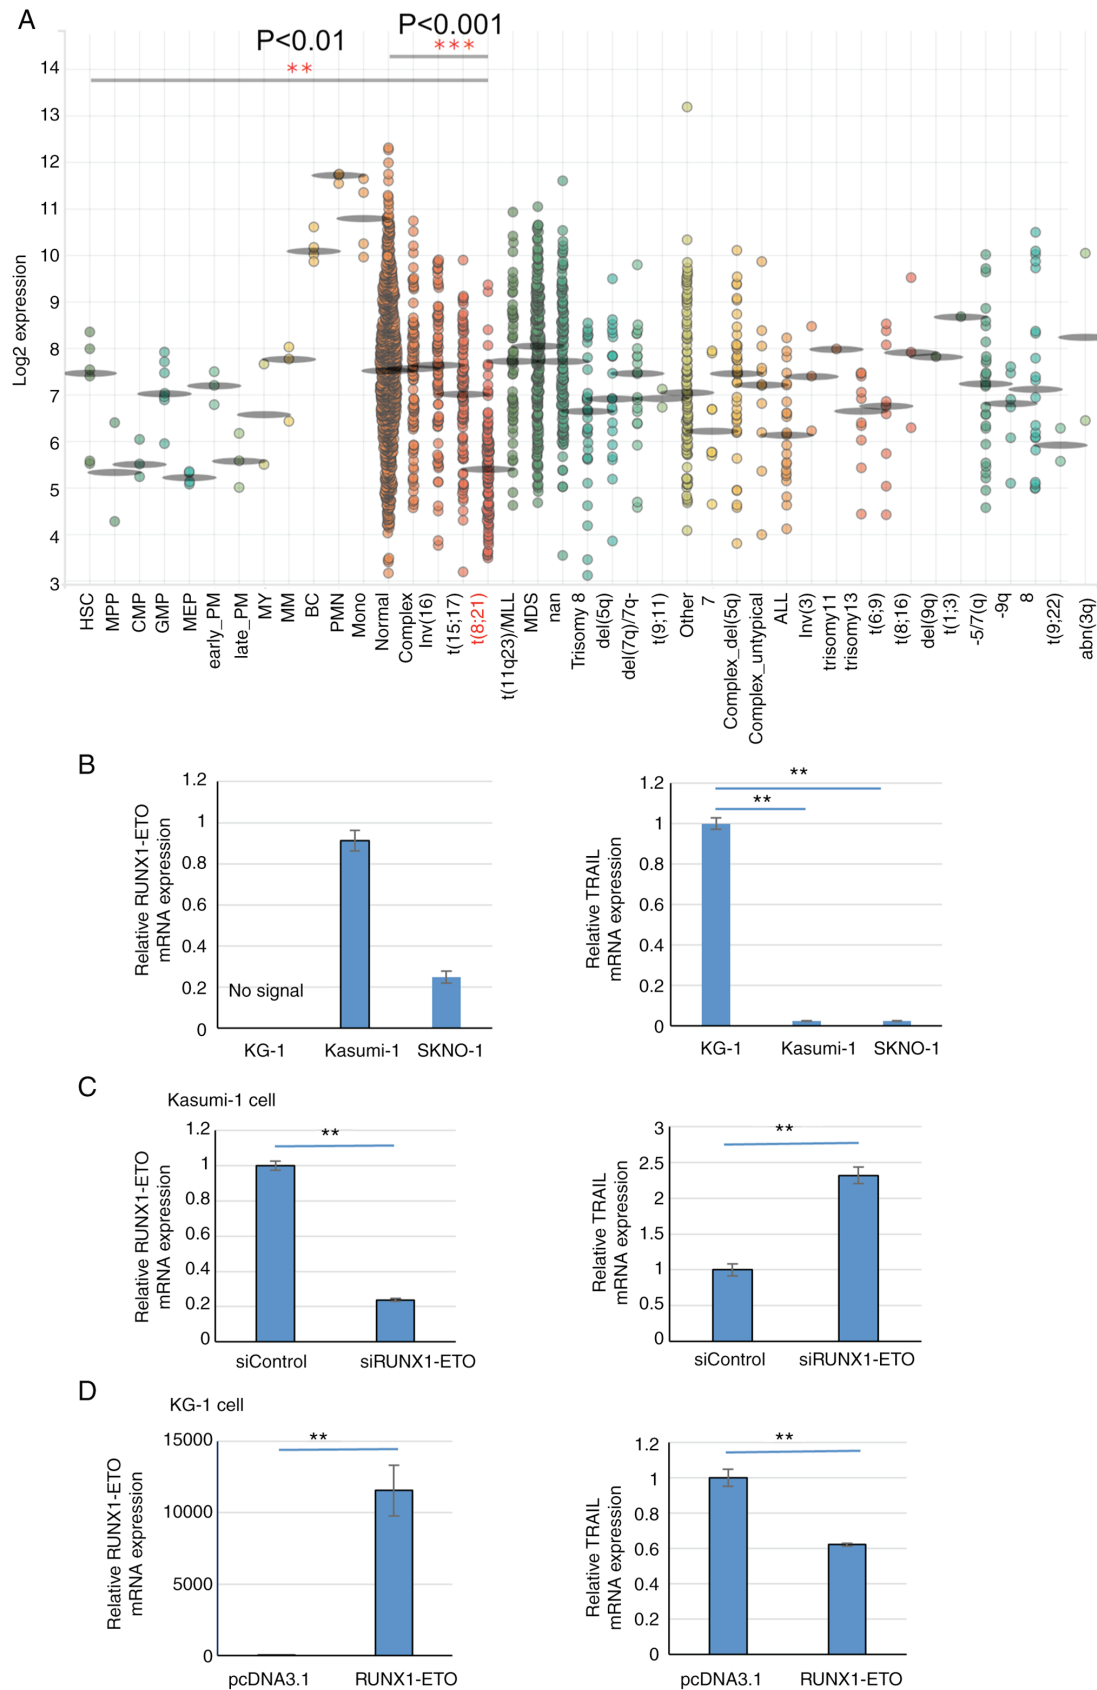 A
P<0.01
**
P<0.001
***
Log2 expression
14
13
12
11
10
9
8
7
6
5
4
3
HSC
MPP
CMP
GMP
MEP
early_PM
late_PM
MY
MM
BC
PMN
Mono
Normal
Complex
Inv(16)
t(15;17)
t(8;21)
t(11q23)/MLL
MDS
nan
Trisomy 8
del(5q)
del(7q)/7q-
t(9;11)
Other
7
Complex_del(5q)
Complex_untypical
ALL
Inv(3)
trisomy11
trisomy13
t(6;9)
t(8;16)
del(9q)
t(1;3)
-5/7(q)
-9q
8
t(9;22)
abn(3q)
B
Relative RUNX1-ETO
mRNA expression
1.2
1
0.8
0.6
0.4
0.2
0
No signal
KG-1 Kasumi-1 SKNO-1
Relative TRAIL
mRNA expression
1.2
1
0.8
0.6
0.4
0.2
0
**
**
KG-1 Kasumi-1 SKNO-1
C
Kasumi-1 cell
Relative RUNX1-ETO
mRNA expression
1.2
1
0.8
0.6
0.4
0.2
0
**
siControl siRUNX1-ETO
Relative TRAIL
mRNA expression
3
2.5
2
1.5
1
0.5
0
**
siControl siRUNX1-ETO
D
KG-1 cell
Relative RUNX1-ETO
mRNA expression
15000
10000
5000
0
**
pcDNA3.1 RUNX1-ETO
Relative TRAIL
mRNA expression
1.2
1
0.8
0.6
0.4
0.2
0
**
pcDNA3.1 RUNX1-ETO